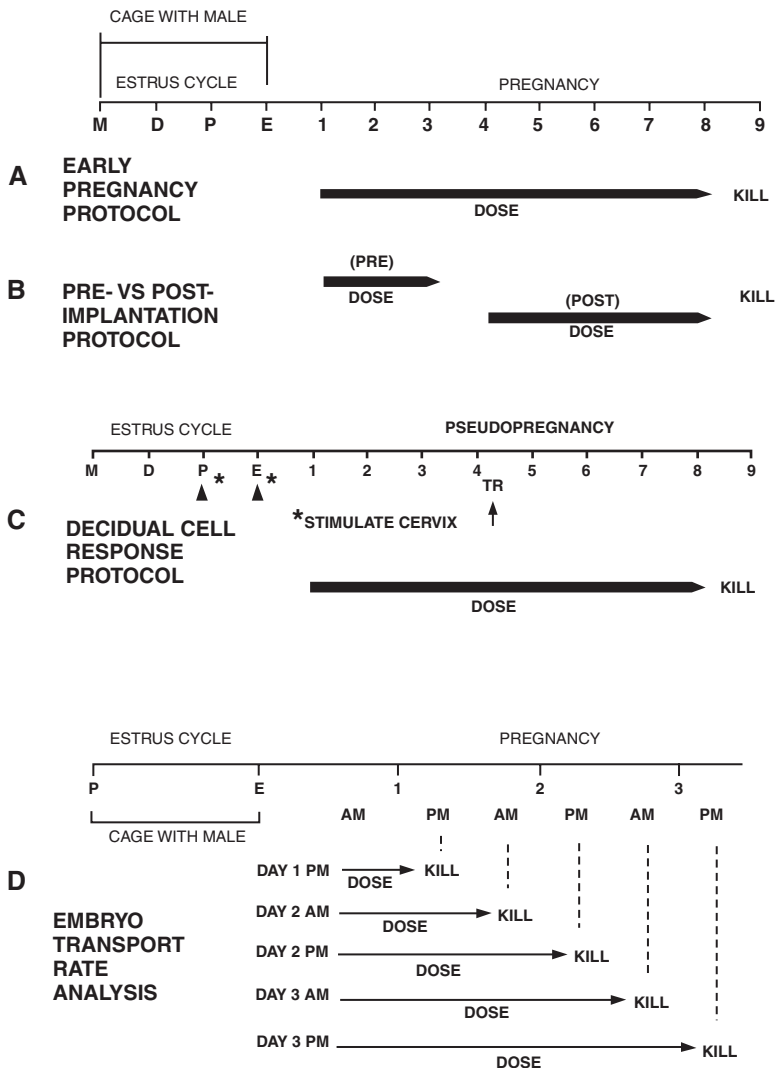 CAGE WITH MALE
ESTRUS CYCLE PREGNANCY
M D P E 1 2 3 4 5 6 7 8 9
A EARLY
PREGNANCY
PROTOCOL
DOSE
KILL
B PRE- VS POST-
IMPLANTATION
PROTOCOL
(PRE)
DOSE
(POST)
DOSE
KILL
ESTRUS CYCLE PSEUDOPREGNANCY
M D P E 1 2 3 4 5 6 7 8 9
* * TR
*STIMULATE CERVIX
C DECIDUAL CELL
RESPONSE
PROTOCOL
DOSE
KILL
ESTRUS CYCLE PREGNANCY
P E 1 2 3
AM PM AM PM AM PM
CAGE WITH MALE
D EMBRYO
TRANSPORT
RATE
ANALYSIS
DAY 1 PM DOSE KILL
DAY 2 AM DOSE KILL
DAY 2 PM DOSE KILL
DAY 3 AM DOSE KILL
DAY 3 PM DOSE KILL